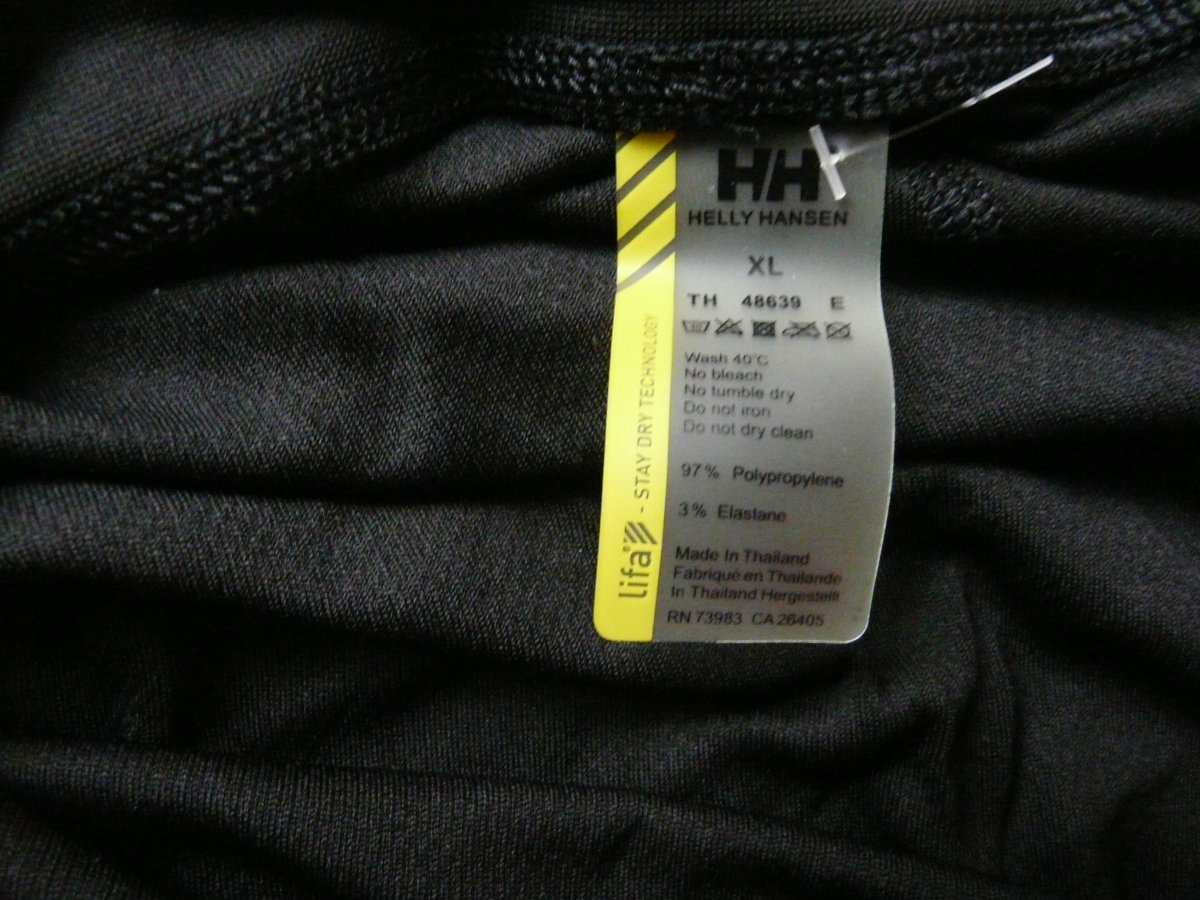 HH
HELLY HANSEN
XL
TH 48639 E
Wash 40°C
No bleach
No tumble dry
Do not iron
Do not dry clean
97% Polypropylene
3% Elastane
Made In Thailand
Fabriqué en Thailande
In Thailand Hergestellt
RN 73983 CA 26405
Lifa® - STAY DRY TECHNOLOGY